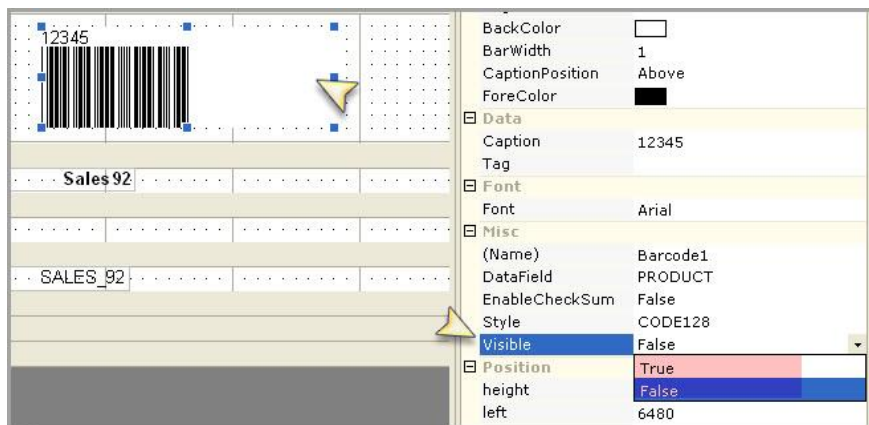 12345
Sales 92
SALES_92
BackColor
BarWidth 1
CaptionPosition Above
ForeColor
Data
Caption 12345
Tag
Font
Font Arial
Misc
(Name) Barcode1
DataField PRODUCT
EnableCheckSum False
Style CODE128
Visible False
Position True
height False
left 6480